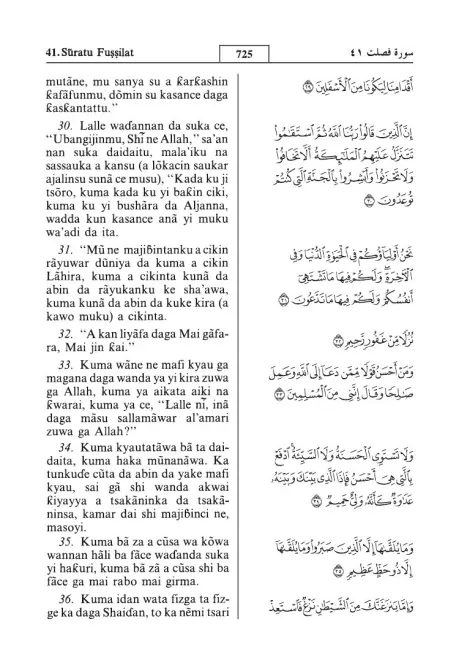 41. Sūratu Fuṣṣilat
725
سورة فصلت ٤١
mutāne, mu sanya su a ƙarƙashin
ƙafāfunmu, dōmin su kasance daga
ƙasƙantattu.”
30. Lalle waɗannan da suka ce,
“Ubangijinmu, Shī ne Allah,” sa'an
nan suka daidaitu, malā'iku na
sassauka a kansu (a lōkacin saukar
ajalinsu sunā ce musu), “Kada ku ji
tsōro, kuma kada ku yi baƙin ciki,
kuma ku yi bushāra da Aljanna,
wadda kun kasance anā yi muku
wa'adi da ita.
31. “Mū ne majiɓintanku a cikin
rāyuwar dūniya da kuma a cikin
Lāhira, kuma a cikinta kunā da
abin da rāyukanku ke sha'awa,
kuma kunā da abin da kuke kira (a
kawo muku) a cikinta.
32. “A kan liyāfa daga Mai gāfa-
ra, Mai jin ƙai.”
33. Kuma wāne ne mafi kyau ga
magana daga wanda ya yi kira zuwa
ga Allah, kuma ya aikata aiki na
ƙwarai, kuma ya ce, “Lalle nī, inā
daga māsu sallamāwar al'amari
zuwa ga Allah?”
34. Kuma kyautatāwa bā ta dai-
daita, kuma haka mūnanāwa. Ka
tunkuɗe cūta da abin da yake mafi
kyau, sai gā shi wanda akwai
ƙiyayya a tsakāninka da tsakā-
ninsa, kamar dai shi majiɓinci ne,
masoyi.
35. Kuma bā za a cūsa wa kōwa
wannan hāli ba fāce waɗanda suka
yi haƙuri, kuma bā zā a cūsa shi ba
fāce ga mai rabo mai girma.
36. Kuma idan wata fizga ta fiz-
ge ka daga Shaiɗan, to ka nēmi tsari
أَقْدَامِنَا لِيَكُونَا مِنَ ٱلْأَسْفَلِينَ ٢٩
إِنَّ ٱلَّذِينَ قَالُوا۟ رَبُّنَا ٱللَّهُ ثُمَّ ٱسْتَقَـٰمُوا۟
تَتَنَزَّلُ عَلَيْهِمُ ٱلْمَلَـٰٓئِكَةُ أَلَّا تَخَافُوا۟
وَلَا تَحْزَنُوا۟ وَأَبْشِرُوا۟ بِٱلْجَنَّةِ ٱلَّتِى كُنتُمْ
تُوعَدُونَ ٣٠
نَحْنُ أَوْلِيَآؤُكُمْ فِى ٱلْحَيَوٰةِ ٱلدُّنْيَا وَفِى
ٱلْـَٔاخِرَةِ ۖ وَلَكُمْ فِيهَا مَا تَشْتَهِىٓ
أَنفُسُكُمْ وَلَكُمْ فِيهَا مَا تَدَّعُونَ ٣١
نُزُلًا مِّنْ غَفُورٍ رَّحِيمٍ ٣٢
وَمَنْ أَحْسَنُ قَوْلًا مِّمَّن دَعَآ إِلَى ٱللَّهِ وَعَمِلَ
صَـٰلِحًا وَقَالَ إِنَّنِى مِنَ ٱلْمُسْلِمِينَ ٣٣
وَلَا تَسْتَوِى ٱلْحَسَنَةُ وَلَا ٱلسَّيِّئَةُ ۚ ٱدْفَعْ
بِٱلَّتِى هِىَ أَحْسَنُ فَإِذَا ٱلَّذِى بَيْنَكَ وَبَيْنَهُۥ
عَدَٰوَةٌ كَأَنَّهُۥ وَلِىٌّ حَمِيمٌ ٣٤
وَمَا يُلَقَّىٰهَآ إِلَّا ٱلَّذِينَ صَبَرُوا۟ وَمَا يُلَقَّىٰهَآ
إِلَّا ذُو حَظٍّ عَظِيمٍ ٣٥
وَإِمَّا يَنزَغَنَّكَ مِنَ ٱلشَّيْطَـٰنِ نَزْغٌ فَٱسْتَعِذْ